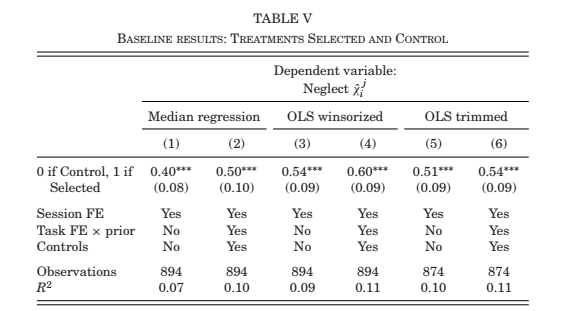 TABLE V
BASELINE RESULTS: TREATMENTS SELECTED AND CONTROL
Dependent variable:
Neglect χ̂ᵢʲ
Median regression OLS winsorized OLS trimmed
(1) (2) (3) (4) (5) (6)
0 if Control, 1 if 0.40*** 0.50*** 0.54*** 0.60*** 0.51*** 0.54***
Selected (0.08) (0.10) (0.09) (0.09) (0.09) (0.09)
Session FE Yes Yes Yes Yes Yes Yes
Task FE × prior No Yes No Yes No Yes
Controls No Yes No Yes No Yes
Observations 894 894 894 894 874 874
R² 0.07 0.10 0.09 0.11 0.10 0.11